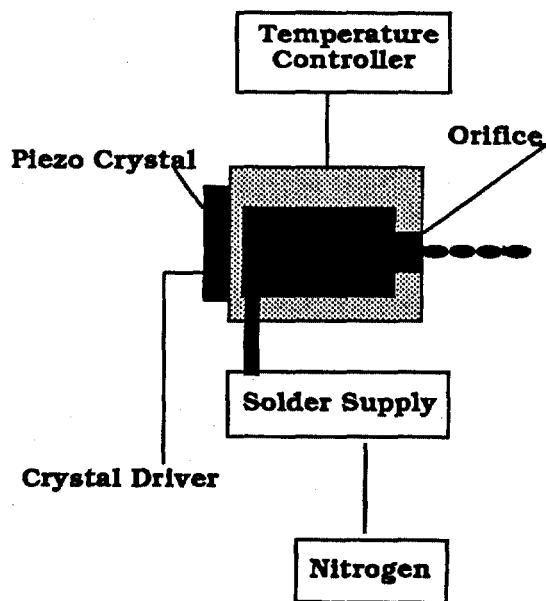 Temperature
Controller
Orifice
Piezo Crystal
Solder Supply
Crystal Driver
Nitrogen